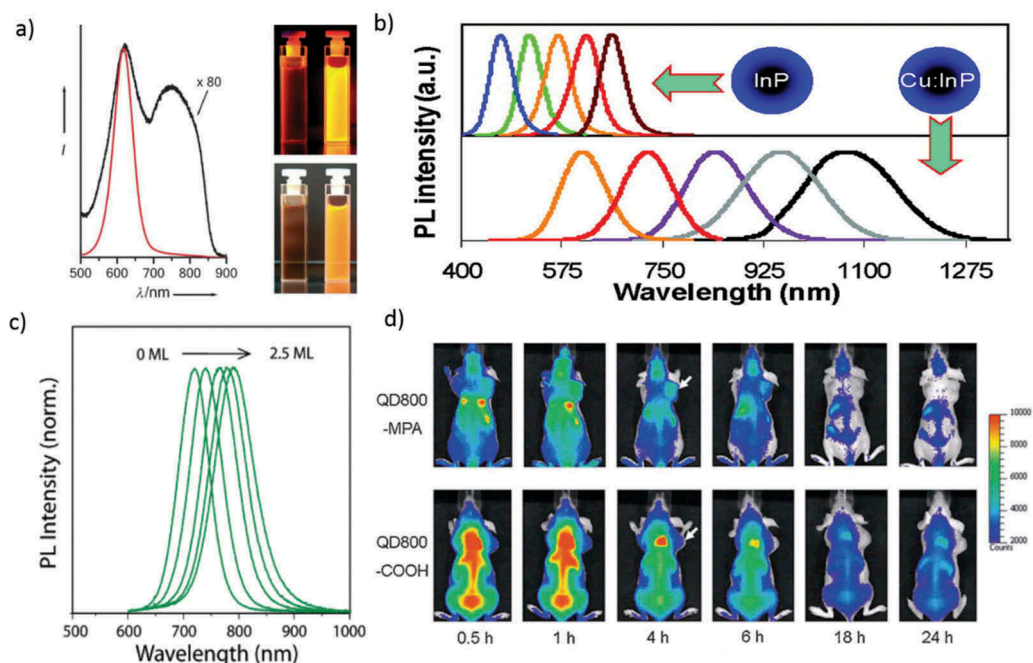 a)
x 80
I
500 600 700 800 900
λ/nm
b)
PL intensity (a.u.)
InP
Cu:InP
400 575 750 925 1100 1275
Wavelength (nm)
c)
0 ML 2.5 ML
PL Intensity (norm.)
500 600 700 800 900 1000
Wavelength (nm)
d)
QD800
-MPA
QD800
-COOH
0.5 h 1 h 4 h 6 h 18 h 24 h
10000
8000
6000
4000
2000
Counts